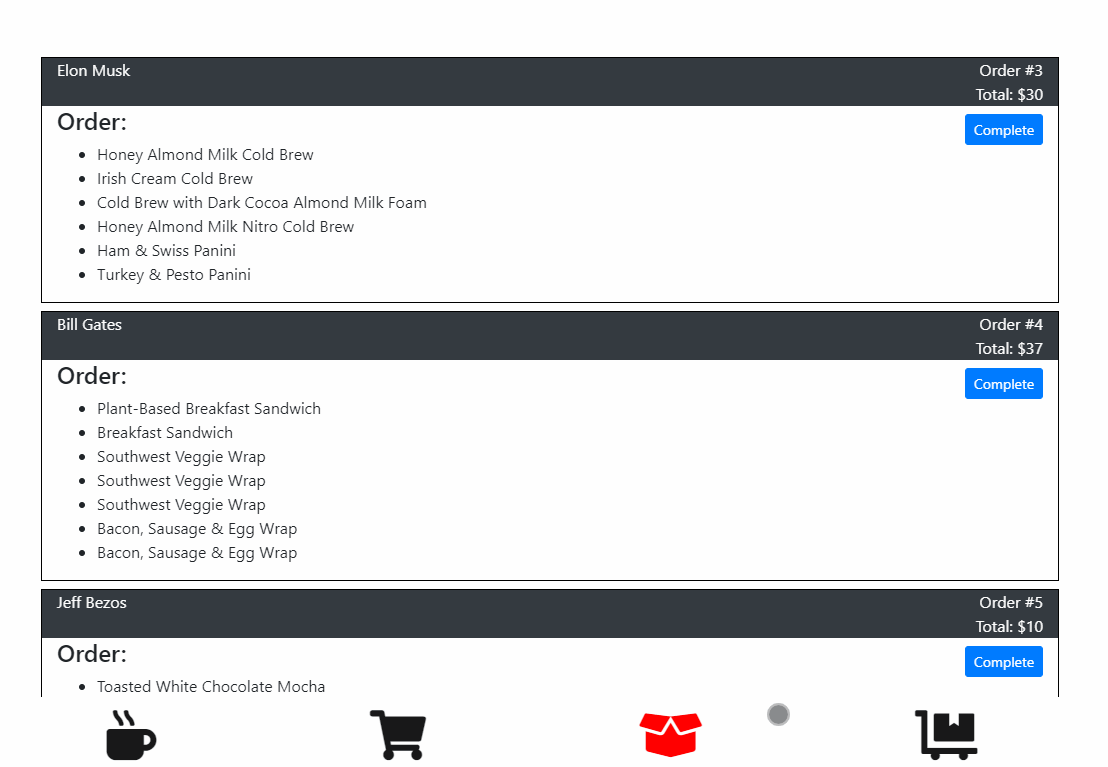 Elon Musk Order #3
Total: $30
Order: Complete
Honey Almond Milk Cold Brew
Irish Cream Cold Brew
Cold Brew with Dark Cocoa Almond Milk Foam
Honey Almond Milk Nitro Cold Brew
Ham & Swiss Panini
Turkey & Pesto Panini
Bill Gates Order #4
Total: $37
Order: Complete
Plant-Based Breakfast Sandwich
Breakfast Sandwich
Southwest Veggie Wrap
Southwest Veggie Wrap
Southwest Veggie Wrap
Bacon, Sausage & Egg Wrap
Bacon, Sausage & Egg Wrap
Jeff Bezos Order #5
Total: $10
Order: Complete
Toasted White Chocolate Mocha